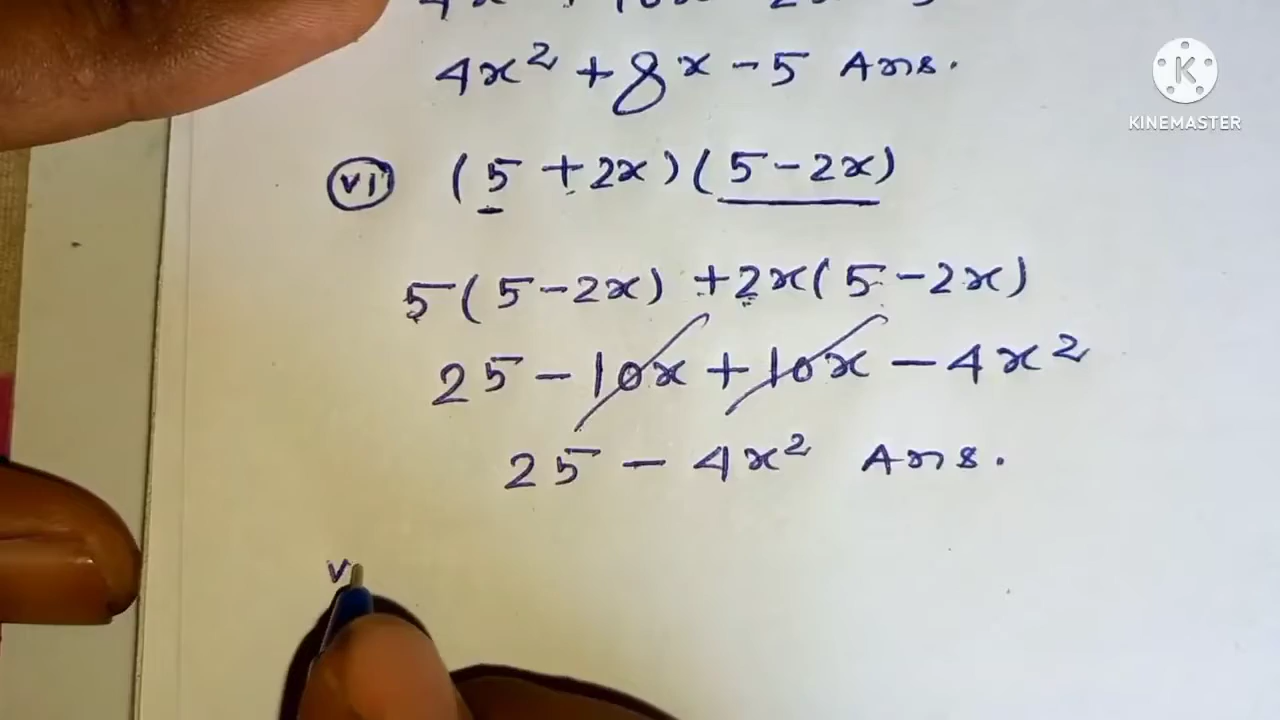 4x² + 8x - 5 Ans.
K
KINEMASTER
(vi) (5 + 2x)(5 - 2x)
5(5 - 2x) + 2x(5 - 2x)
25 - 10x + 10x - 4x²
25 - 4x² Ans.
v